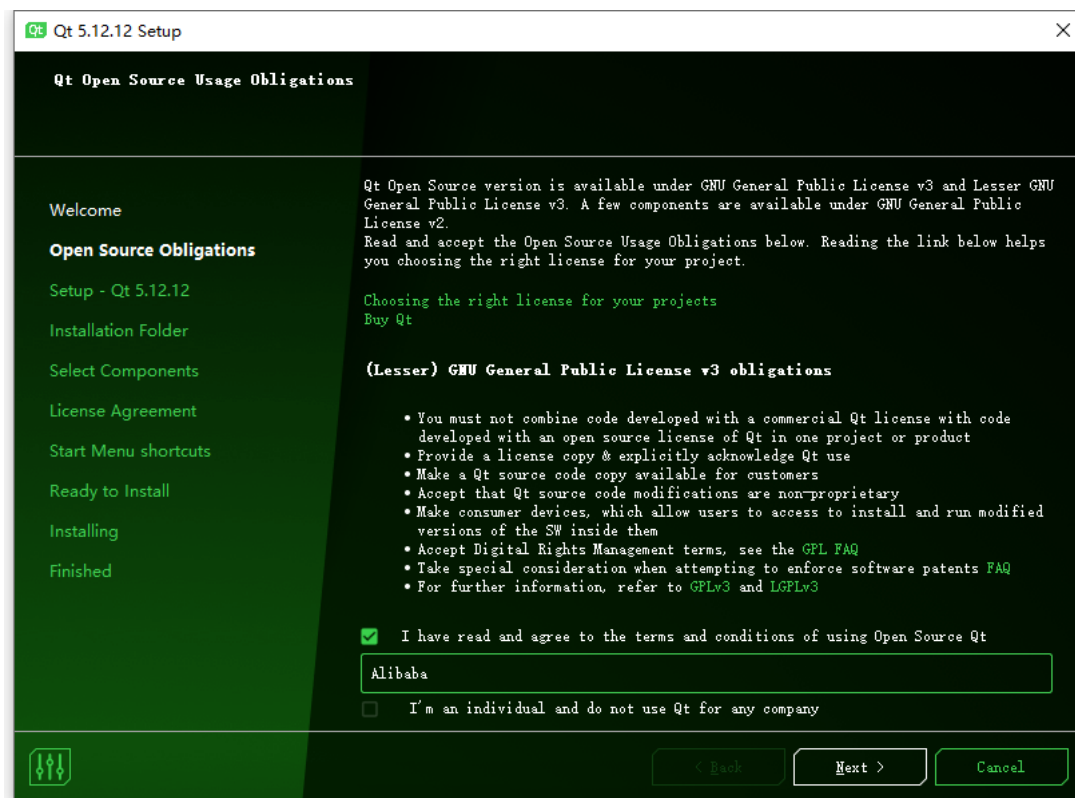 Qt 5.12.12 Setup
Qt Open Source Usage Obligations
Welcome
Open Source Obligations
Setup - Qt 5.12.12
Installation Folder
Select Components
License Agreement
Start Menu shortcuts
Ready to Install
Installing
Finished
Qt Open Source version is available under GNU General Public License v3 and Lesser GNU
General Public License v3. A few components are available under GNU General Public
License v2.
Read and accept the Open Source Usage Obligations below. Reading the link below helps
you choosing the right license for your project.
Choosing the right license for your projects
Buy Qt
(Lesser) GNU General Public License v3 obligations
• You must not combine code developed with a commercial Qt license with code
developed with an open source license of Qt in one project or product
• Provide a license copy & explicitly acknowledge Qt use
• Make a Qt source code copy available for customers
• Accept that Qt source code modifications are non-proprietary
• Make consumer devices, which allow users to access to install and run modified
versions of the SW inside them
• Accept Digital Rights Management terms, see the GPL FAQ
• Take special consideration when attempting to enforce software patents FAQ
• For further information, refer to GPLv3 and LGPLv3
I have read and agree to the terms and conditions of using Open Source Qt
Alibaba
I'm an individual and do not use Qt for any company
< Back
Next >
Cancel